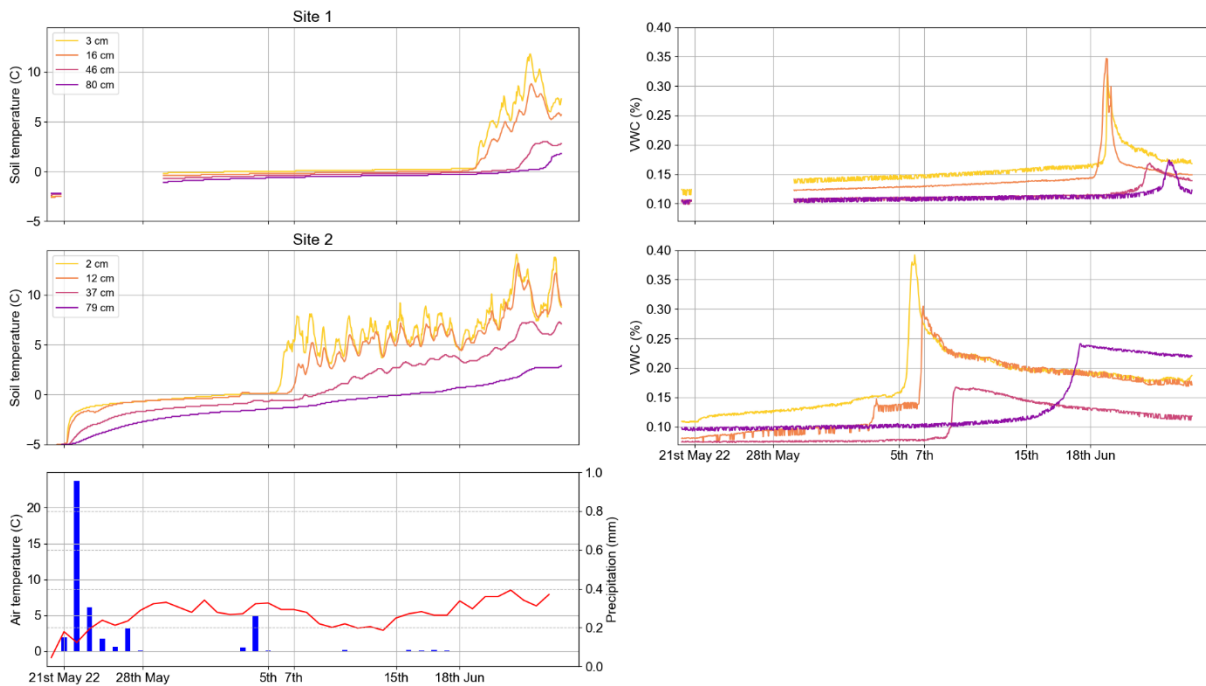 Site 1
Soil temperature (C)
10
5
0
−5
3 cm
16 cm
46 cm
80 cm
VWC (%)
0.40
0.35
0.30
0.25
0.20
0.15
0.10
Site 2
Soil temperature (C)
10
5
0
−5
2 cm
12 cm
37 cm
79 cm
VWC (%)
0.40
0.35
0.30
0.25
0.20
0.15
0.10
21st May 22 28th May 5th 7th 15th 18th Jun
Air temperature (C)
20
15
10
5
0
1.0
0.8
0.6
0.4
0.2
0.0
Precipitation (mm)
21st May 22 28th May 5th 7th 15th 18th Jun